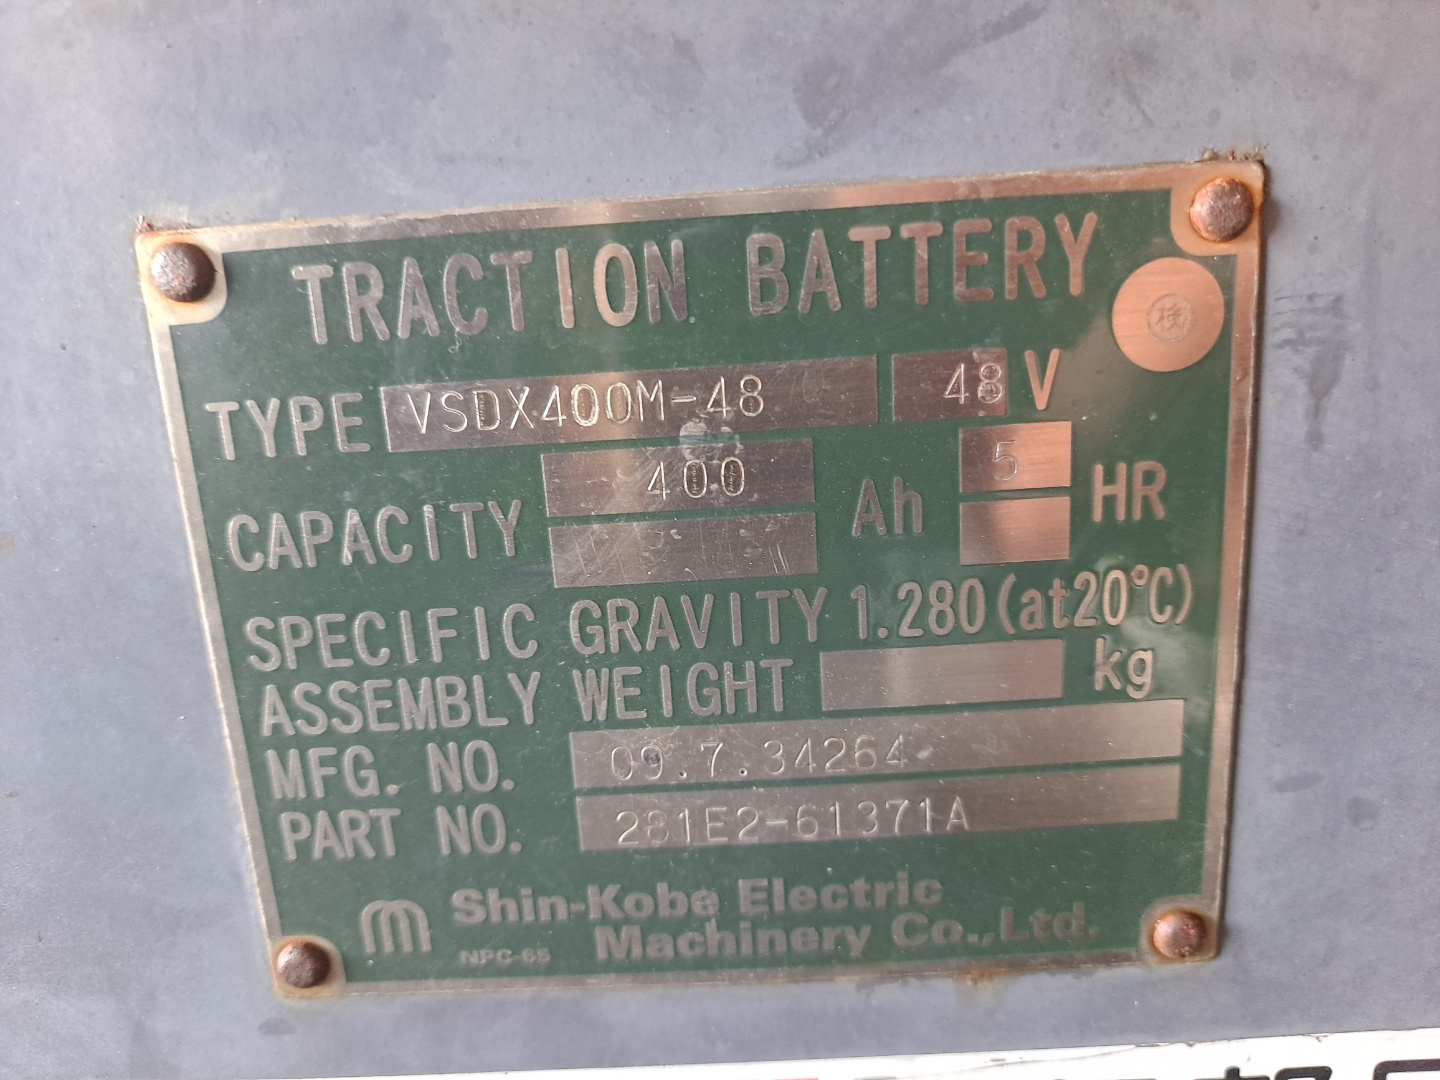 TRACTION BATTERY
検
TYPE VSDX400M-48 48 V
CAPACITY 400 Ah 5 HR
SPECIFIC GRAVITY 1.280 (at20°C)
ASSEMBLY WEIGHT kg
MFG. NO. 09.7.34264
PART NO. 281E2-61371A
Shin-Kobe Electric
Machinery Co., Ltd.
NPC-65